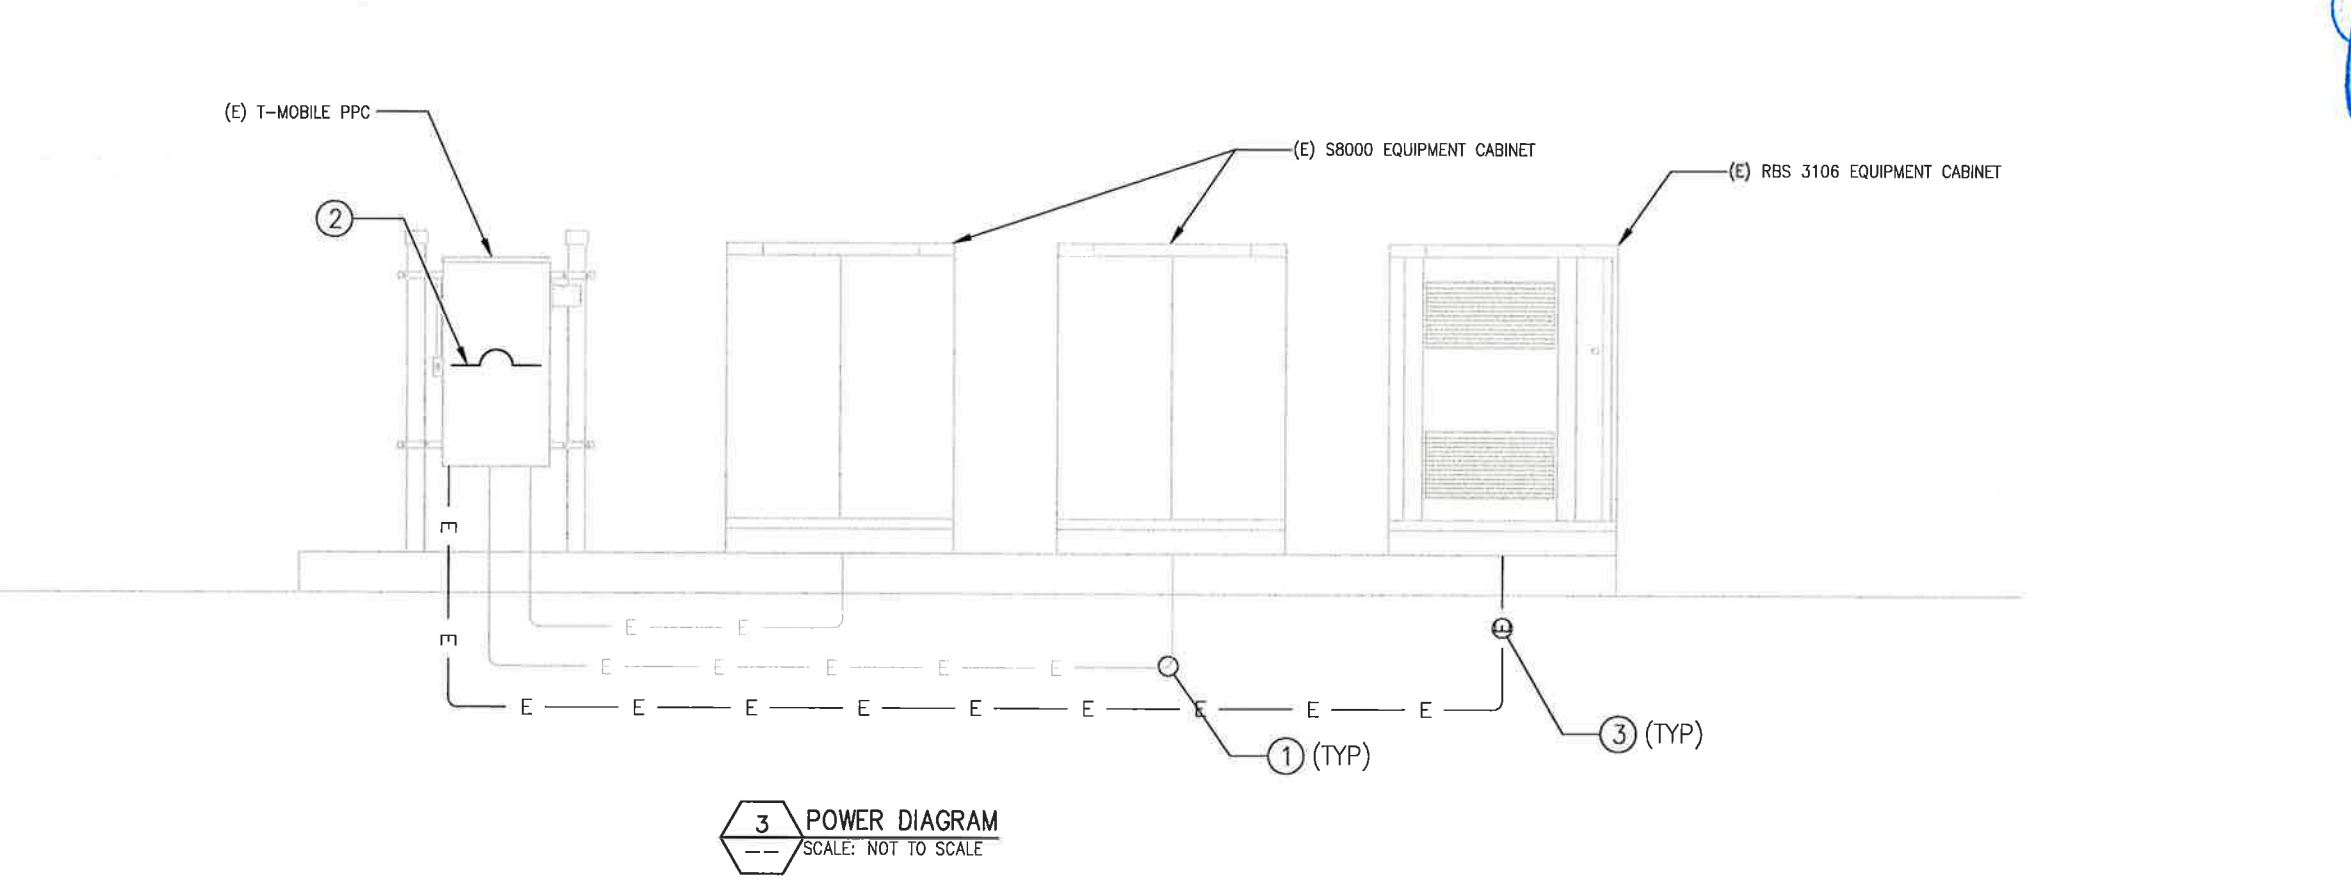 (E) T-MOBILE PPC
(E) S8000 EQUIPMENT CABINET
(E) RBS 3106 EQUIPMENT CABINET
2
E
E
E E
E E E E E
E
E E E E E E E E E
3 (TYP)
1 (TYP)
3 POWER DIAGRAM
-- SCALE: NOT TO SCALE